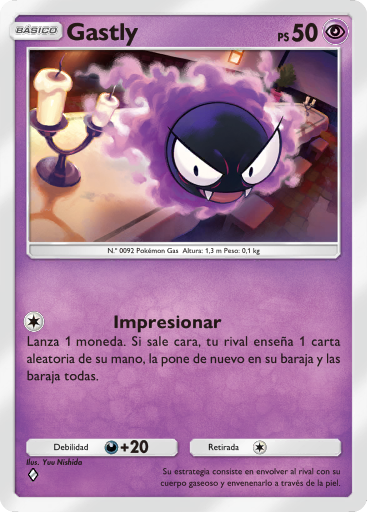 BÁSICO Gastly PS 50
N.º 0092 Pokémon Gas Altura: 1,3 m Peso: 0,1 kg
Impresionar
Lanza 1 moneda. Si sale cara, tu rival enseña 1 carta
aleatoria de su mano, la pone de nuevo en su baraja y las
baraja todas.
Debilidad +20 Retirada
Ilus. Yuu Nishida
Su estrategia consiste en envolver al rival con su
cuerpo gaseoso y envenenarlo a través de la piel.